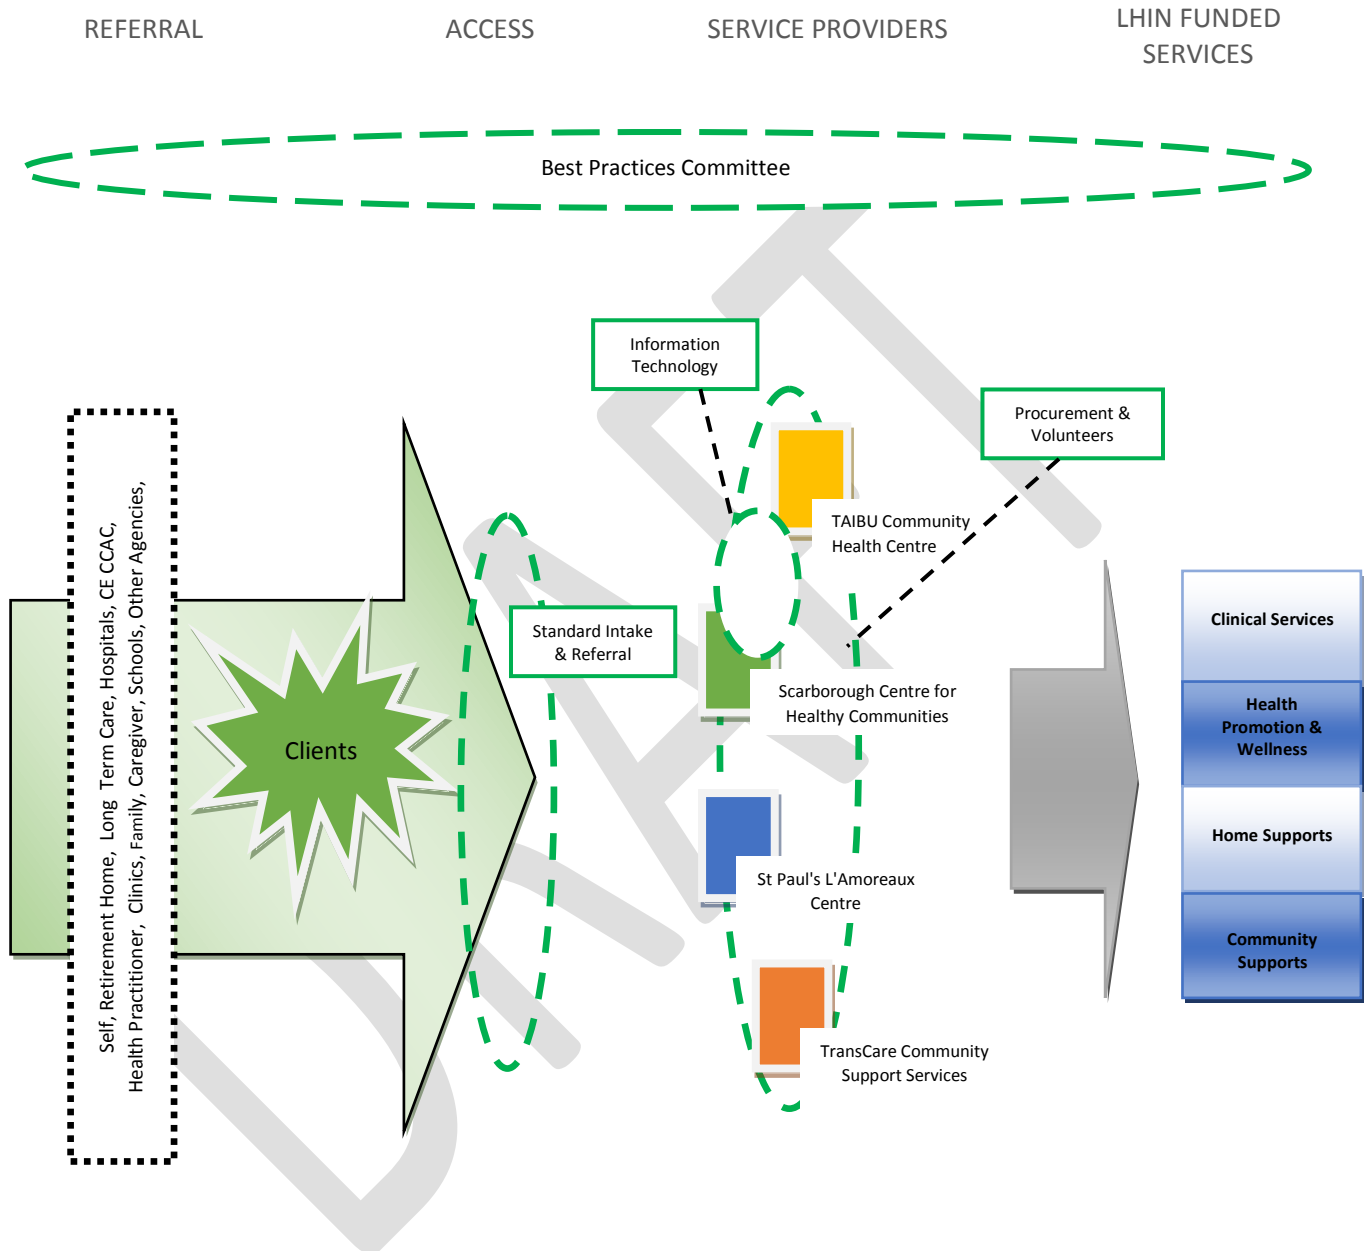 REFERRAL
ACCESS
SERVICE PROVIDERS
LHIN FUNDED
SERVICES
Best Practices Committee
Information
Technology
Procurement &
Volunteers
TAIBU Community
Health Centre
Self, Retirement Home, Long Term Care, Hospitals, CE CCAC,
Health Practitioner, Clinics, Family, Caregiver, Schools, Other Agencies,
Clients
Standard Intake
& Referral
Scarborough Centre for
Healthy Communities
St Paul's L'Amoreaux
Centre
TransCare Community
Support Services
Clinical Services
Health
Promotion &
Wellness
Home Supports
Community
Supports
DRAFT